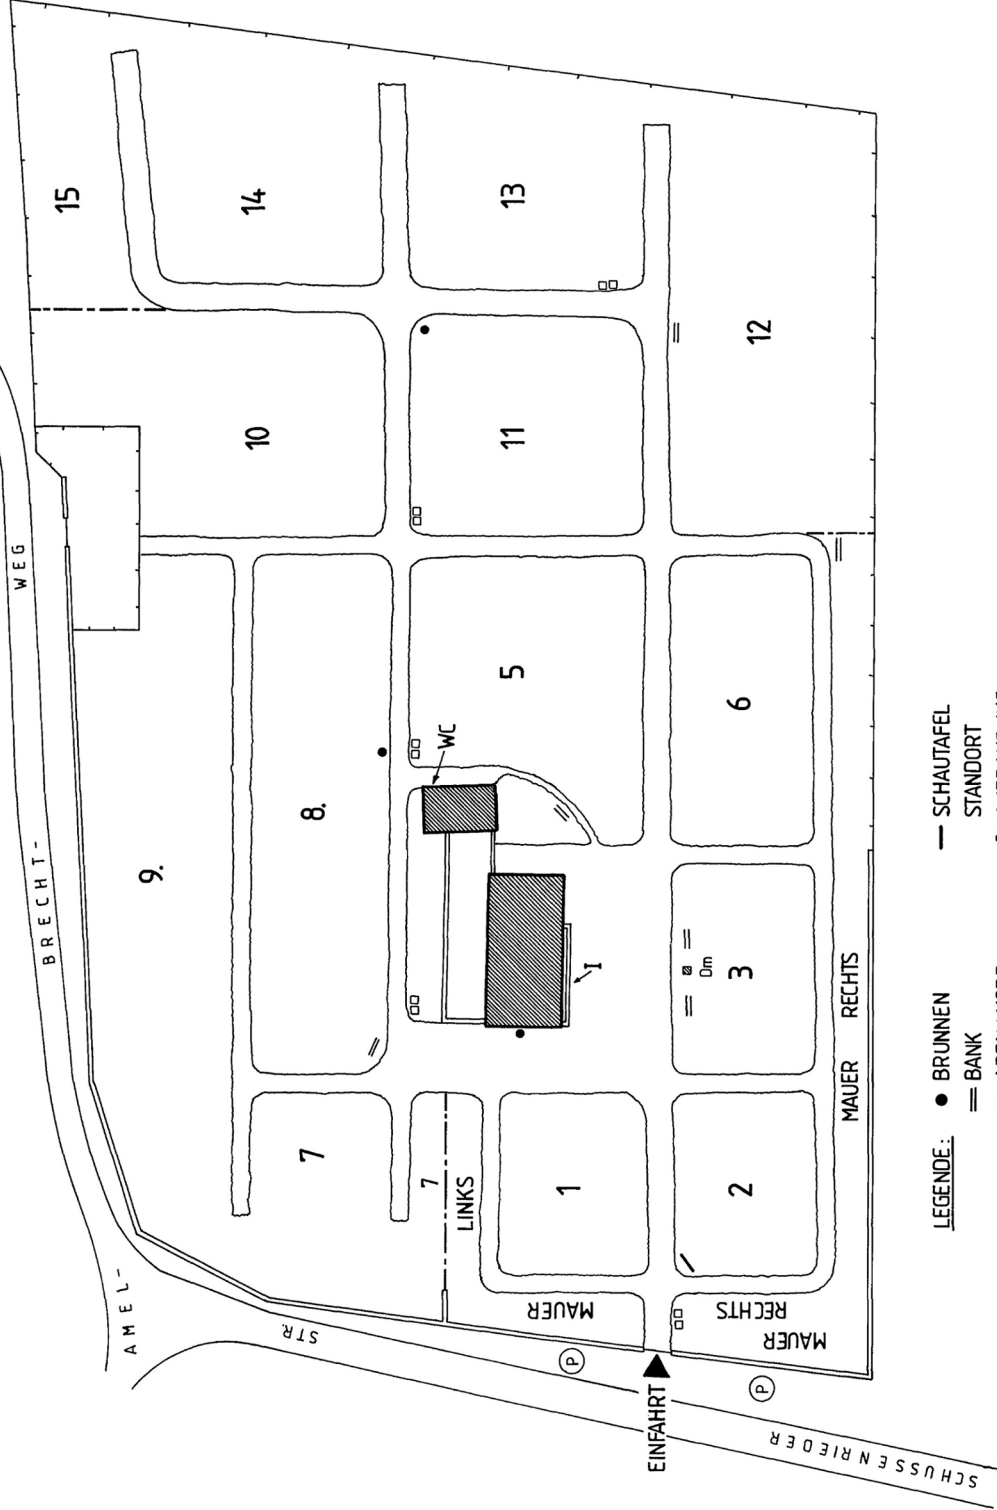 15
14
13
12
10
11
WEG
BRECHT-
AMEL-
9.
8.
WC
5
6
I
Dm
3
7
7
LINKS
1
2
MAUER RECHTS
MAUER
RECHTS
MAUER
STR.
P
P
EINFAHRT
SCHUSSENRIEDER
LEGENDE:
BRUNNEN
BANK
SCHAUTAFEL
STANDORT